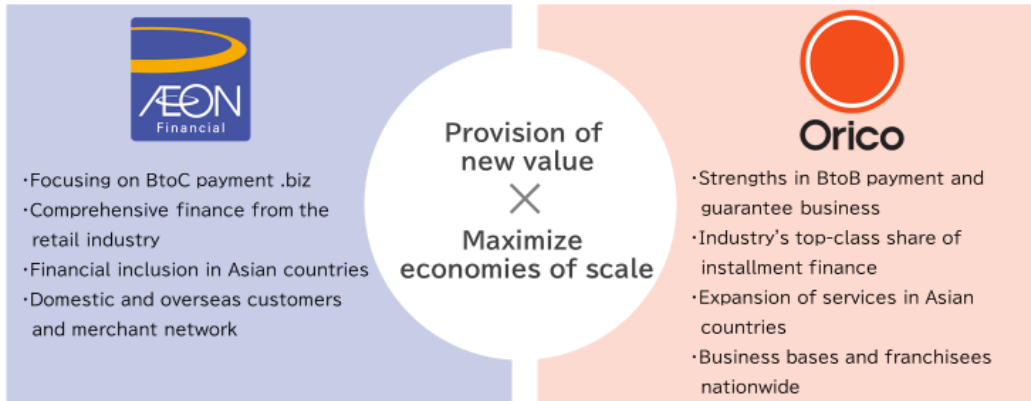 ÆON
Financial
·Focusing on BtoC payment .biz
·Comprehensive finance from the
retail industry
·Financial inclusion in Asian countries
·Domestic and overseas customers
and merchant network
Provision of
new value
×
Maximize
economies of scale
Orico
·Strengths in BtoB payment and
guarantee business
·Industry's top-class share of
installment finance
·Expansion of services in Asian
countries
·Business bases and franchisees
nationwide